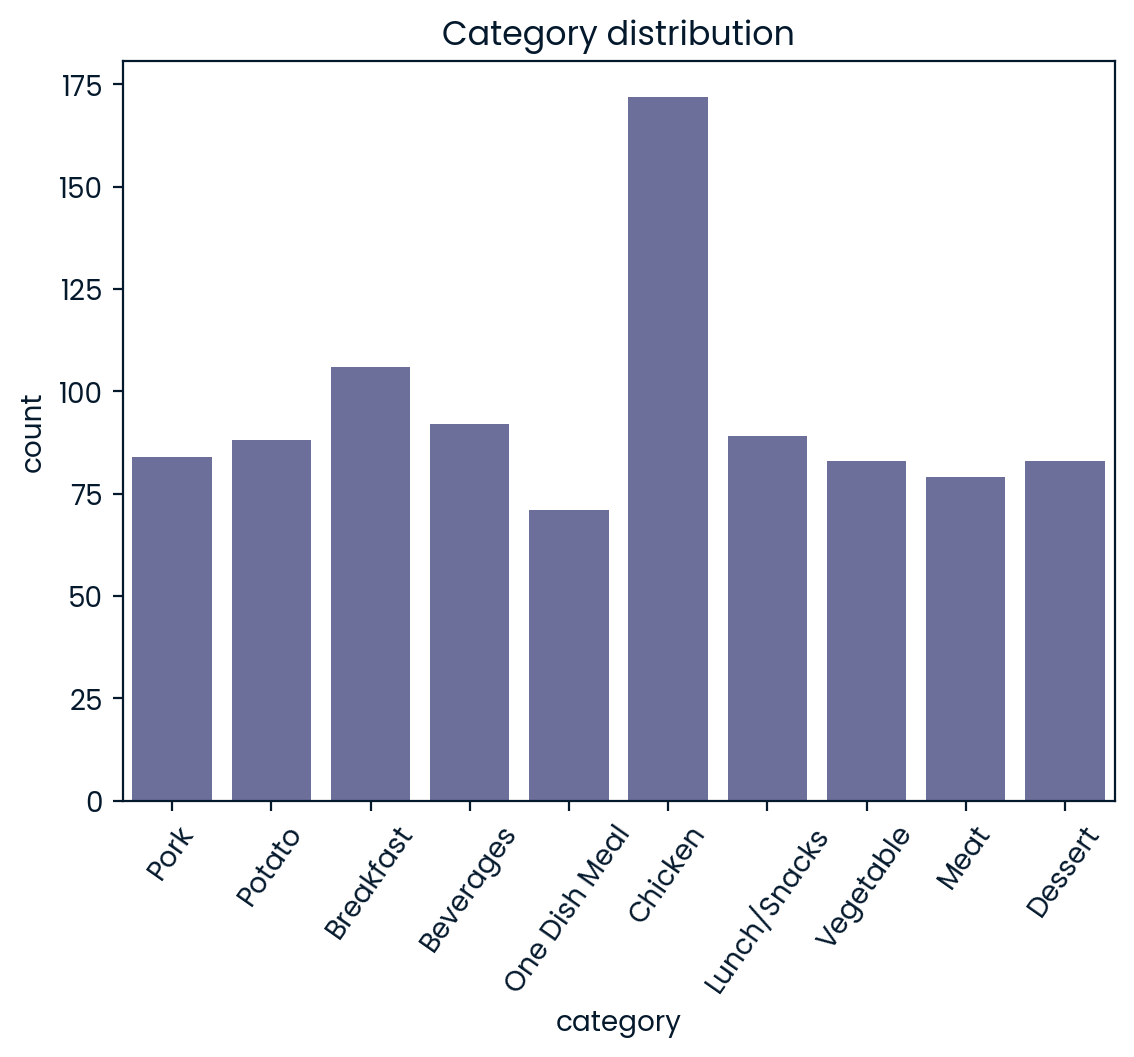 Category distribution
175
150
125
100
75
50
25
0
count
Pork
Potato
Breakfast
Beverages
One Dish Meal
Chicken
Lunch/Snacks
Vegetable
Meat
Dessert
category